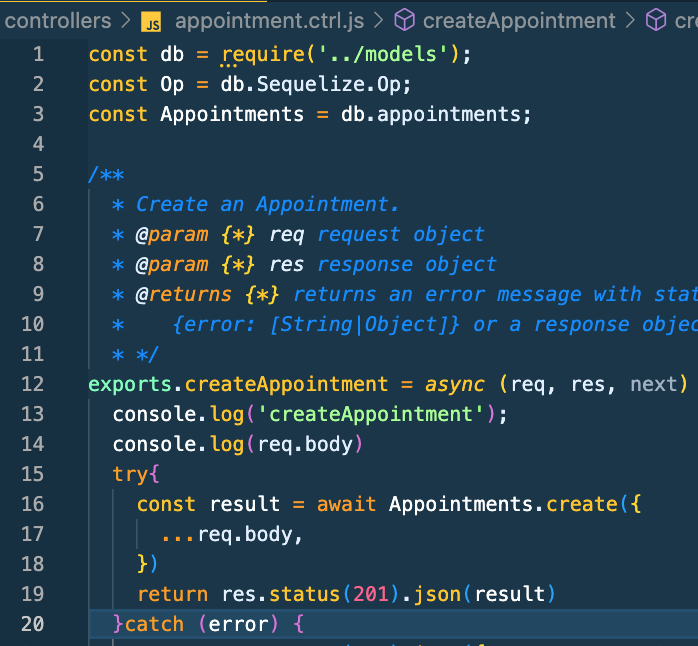 controllers > JS appointment.ctrl.js > createAppointment >
1 const db = require('../models');
2 const Op = db.Sequelize.Op;
3 const Appointments = db.appointments;
4
5 /**
6 * Create an Appointment.
7 * @param {*} req request object
8 * @param {*} res response object
9 * @returns {*} returns an error message with stat
10 * {error: [String|Object]} or a response objec
11 * */
12 exports.createAppointment = async (req, res, next)
13 console.log('createAppointment');
14 console.log(req.body)
15 try{
16 const result = await Appointments.create({
17 ...req.body,
18 })
19 return res.status(201).json(result)
20 }catch (error) {